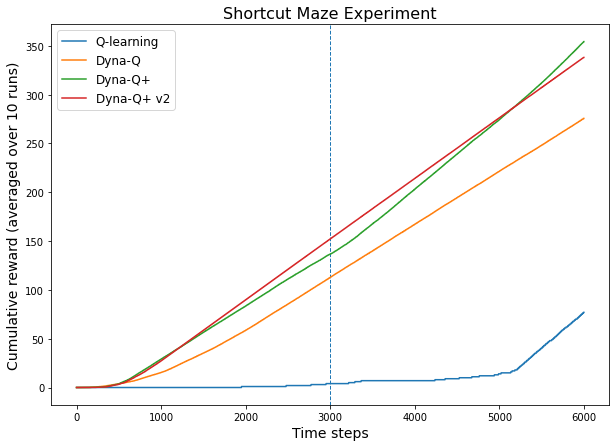 Shortcut Maze Experiment
Cumulative reward (averaged over 10 runs)
350
300
250
200
150
100
50
0
Q-learning
Dyna-Q
Dyna-Q+
Dyna-Q+ v2
0 1000 2000 3000 4000 5000 6000
Time steps